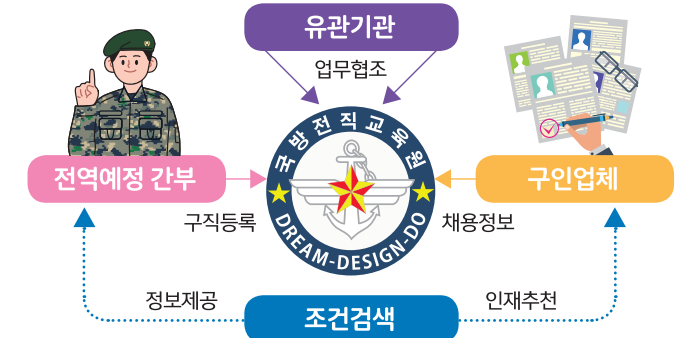 유관기관
업무협조
국방전직교육원
전역예정 간부
구인업체
구직등록
채용정보
DREAM-DESIGN-DO
정보제공
인재추천
조건검색